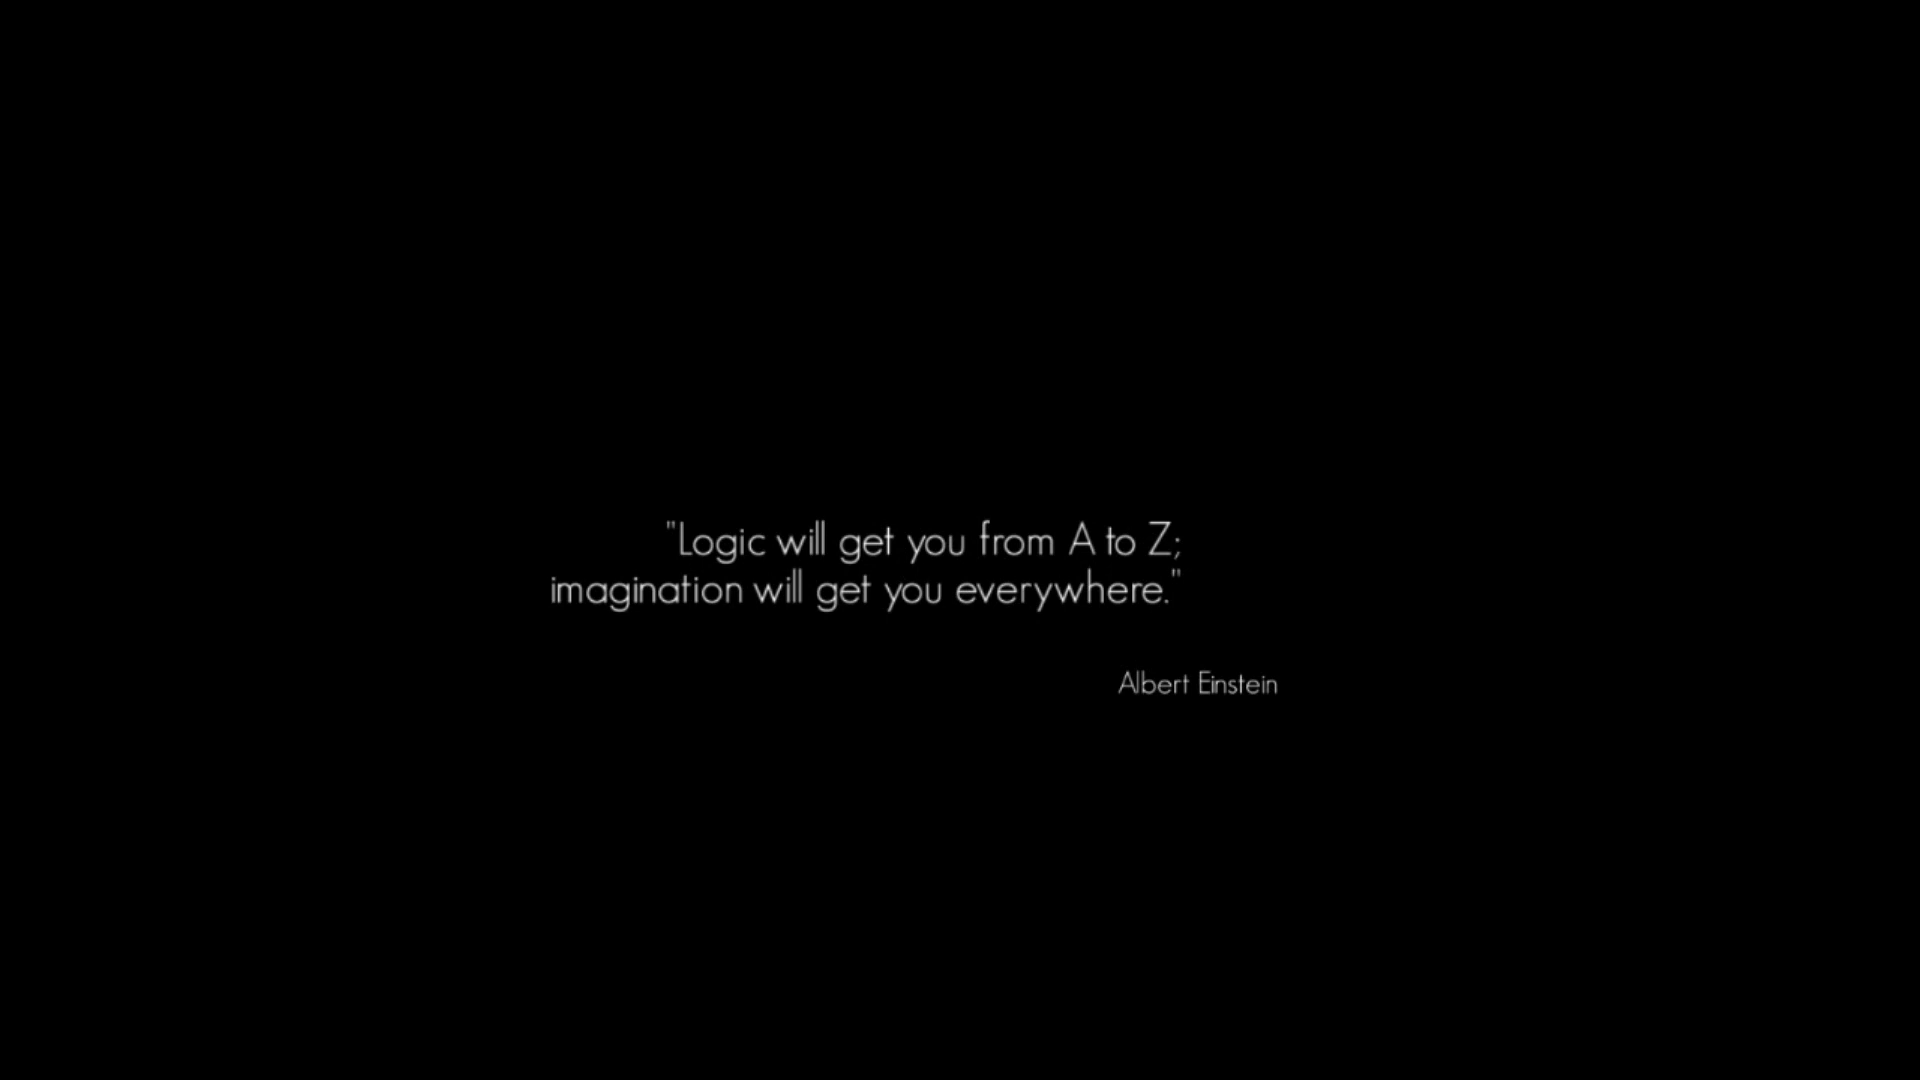 "Logic will get you from A to Z;
imagination will get you everywhere."
Albert Einstein